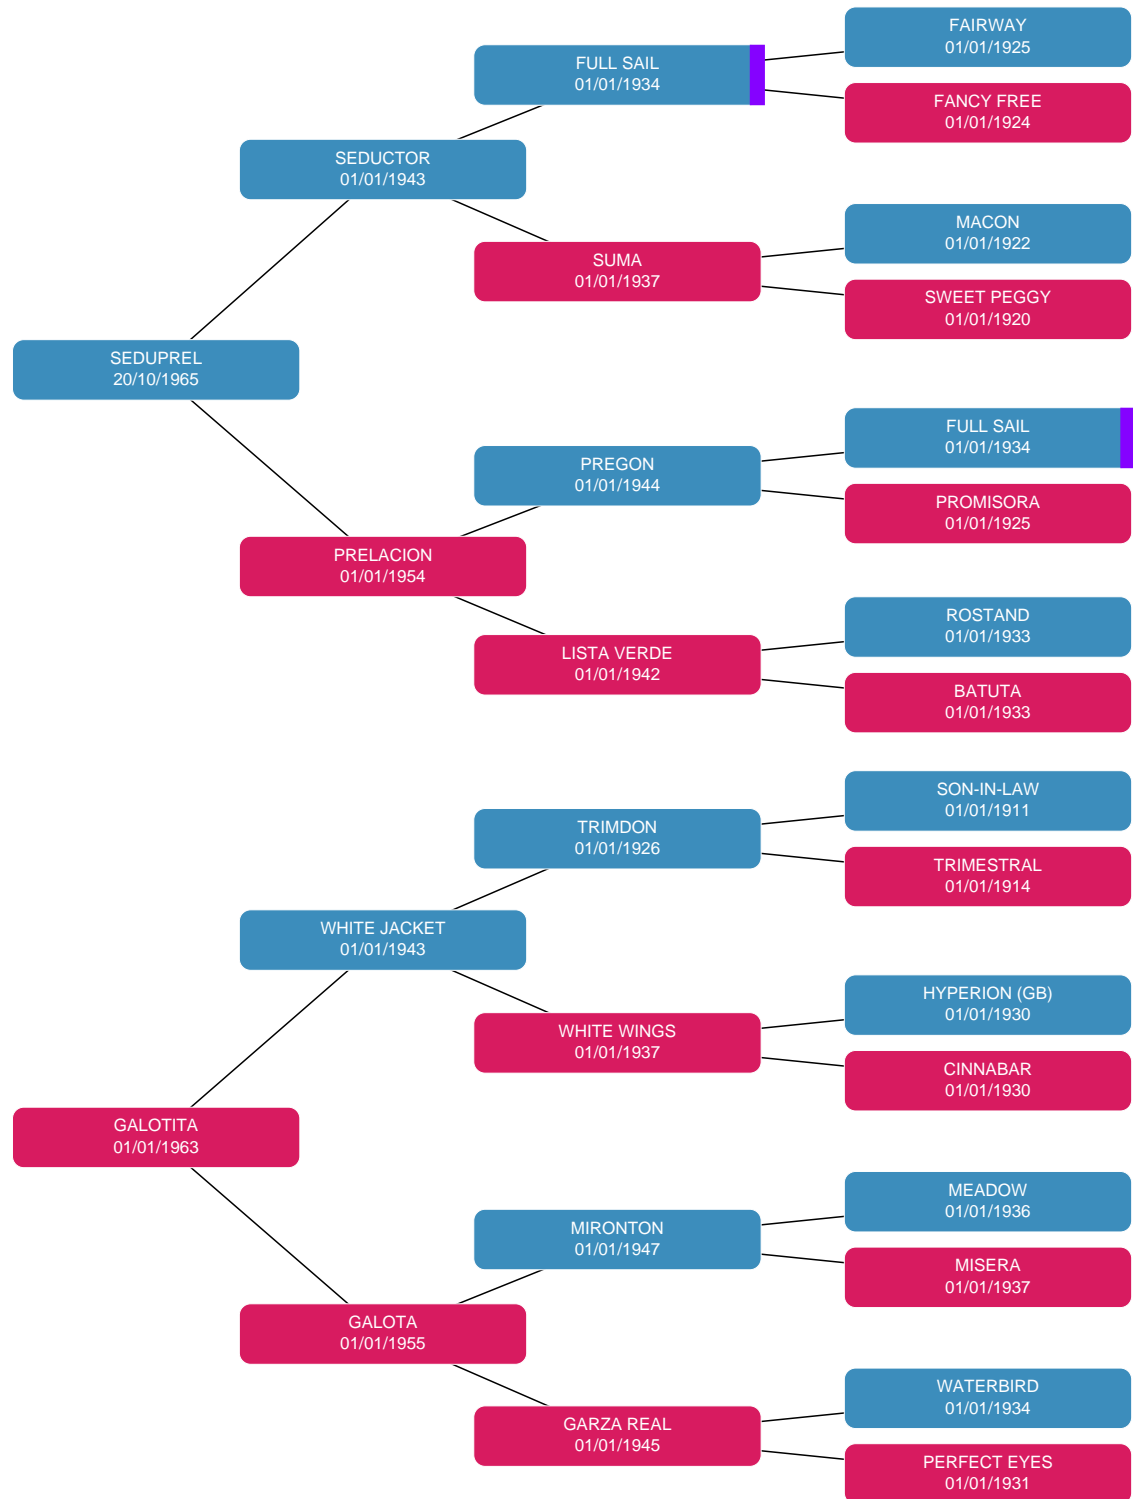 FAIRWAY
01/01/1925
FULL SAIL
01/01/1934
FANCY FREE
01/01/1924
SEDUCTOR
01/01/1943
MACON
01/01/1922
SUMA
01/01/1937
SWEET PEGGY
01/01/1920
SEDUPREL
20/10/1965
FULL SAIL
01/01/1934
PREGON
01/01/1944
PROMISORA
01/01/1925
PRELACION
01/01/1954
ROSTAND
01/01/1933
LISTA VERDE
01/01/1942
BATUTA
01/01/1933
SON-IN-LAW
01/01/1911
TRIMDON
01/01/1926
TRIMESTRAL
01/01/1914
WHITE JACKET
01/01/1943
HYPERION (GB)
01/01/1930
WHITE WINGS
01/01/1937
CINNABAR
01/01/1930
GALOTITA
01/01/1963
MEADOW
01/01/1936
MIRONTON
01/01/1947
MISERA
01/01/1937
GALOTA
01/01/1955
WATERBIRD
01/01/1934
GARZA REAL
01/01/1945
PERFECT EYES
01/01/1931